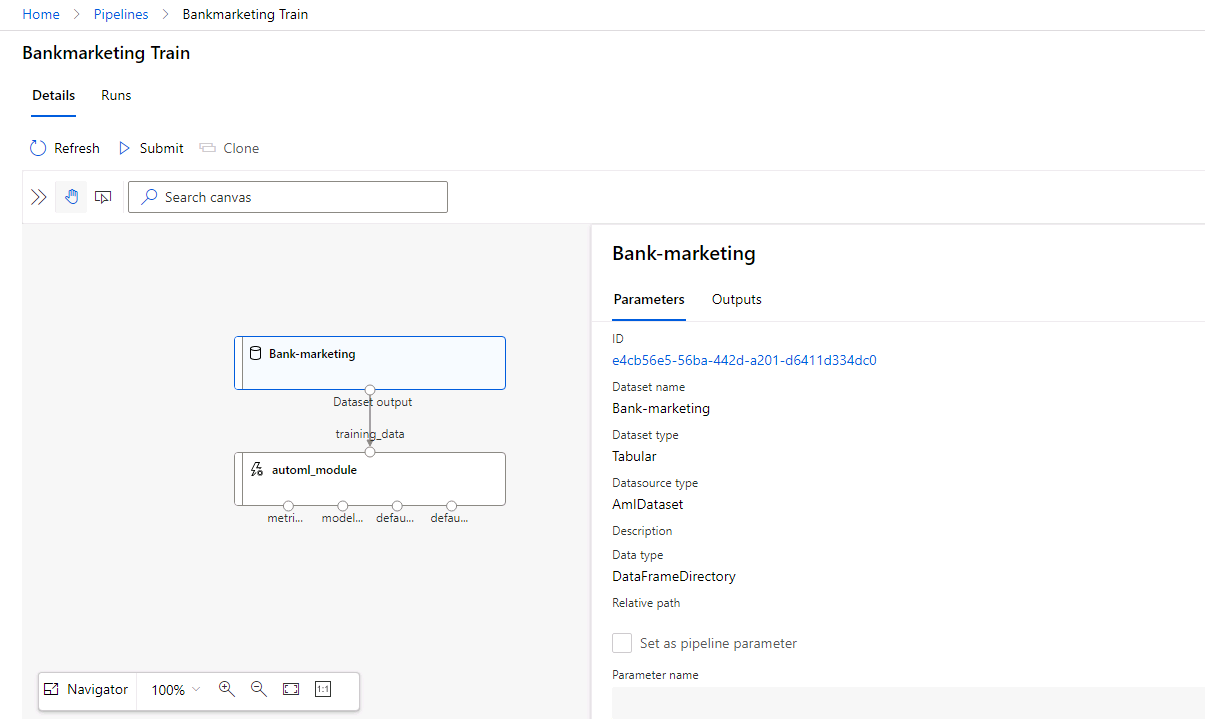 Home > Pipelines > Bankmarketing Train
Bankmarketing Train
Details Runs
Refresh Submit Clone
Search canvas
Bank-marketing
Dataset output
training_data
automl_module
metri... model... defau... defau...
Navigator 100% 1:1
Bank-marketing
Parameters Outputs
ID
e4cb56e5-56ba-442d-a201-d6411d334dc0
Dataset name
Bank-marketing
Dataset type
Tabular
Datasource type
AmlDataset
Description
Data type
DataFrameDirectory
Relative path
Set as pipeline parameter
Parameter name